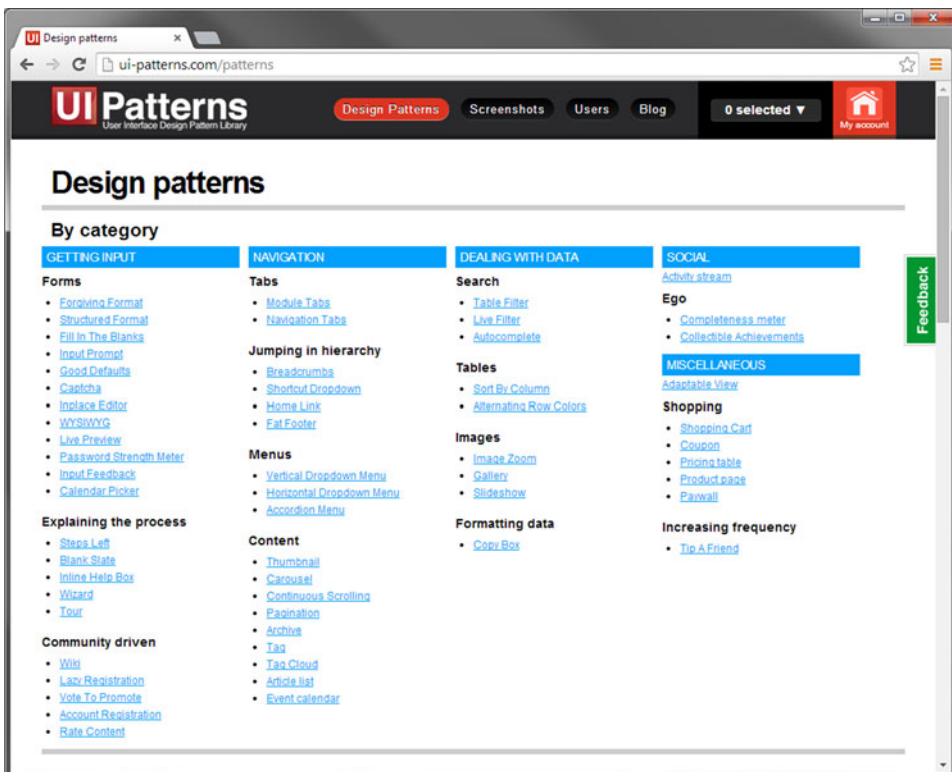 UI Design patterns
ui-patterns.com/patterns
UI Patterns
User Interface Design Pattern Library
Design Patterns
Screenshots
Users
Blog
0 selected ▼
My account
Design patterns
By category
GETTING INPUT
Forms
• Forgiving Format
• Structured Format
• Fill In The Blanks
• Input Prompt
• Good Defaults
• Captcha
• Inplace Editor
• WYSIWYG
• Live Preview
• Password Strength Meter
• Input Feedback
• Calendar Picker
Explaining the process
• Steps Left
• Blank Slate
• Inline Help Box
• Wizard
• Tour
Community driven
• Wiki
• Lazy Registration
• Vote To Promote
• Account Registration
• Rate Content
NAVIGATION
Tabs
• Module Tabs
• Navigation Tabs
Jumping in hierarchy
• Breadcrumbs
• Shortcut Dropdown
• Home Link
• Fat Footer
Menus
• Vertical Dropdown Menu
• Horizontal Dropdown Menu
• Accordion Menu
Content
• Thumbnail
• Carousel
• Continuous Scrolling
• Pagination
• Archive
• Tag
• Tag Cloud
• Article list
• Event calendar
DEALING WITH DATA
Search
• Table Filter
• Live Filter
• Autocomplete
Tables
• Sort By Column
• Alternating Row Colors
Images
• Image Zoom
• Gallery
• Slideshow
Formatting data
• Copy Box
SOCIAL
Activity stream
Ego
• Completeness meter
• Collectible Achievements
MISCELLANEOUS
Adaptable View
Shopping
• Shopping Cart
• Coupon
• Pricing table
• Product page
• Paywall
Increasing frequency
• Tip A Friend
Feedback